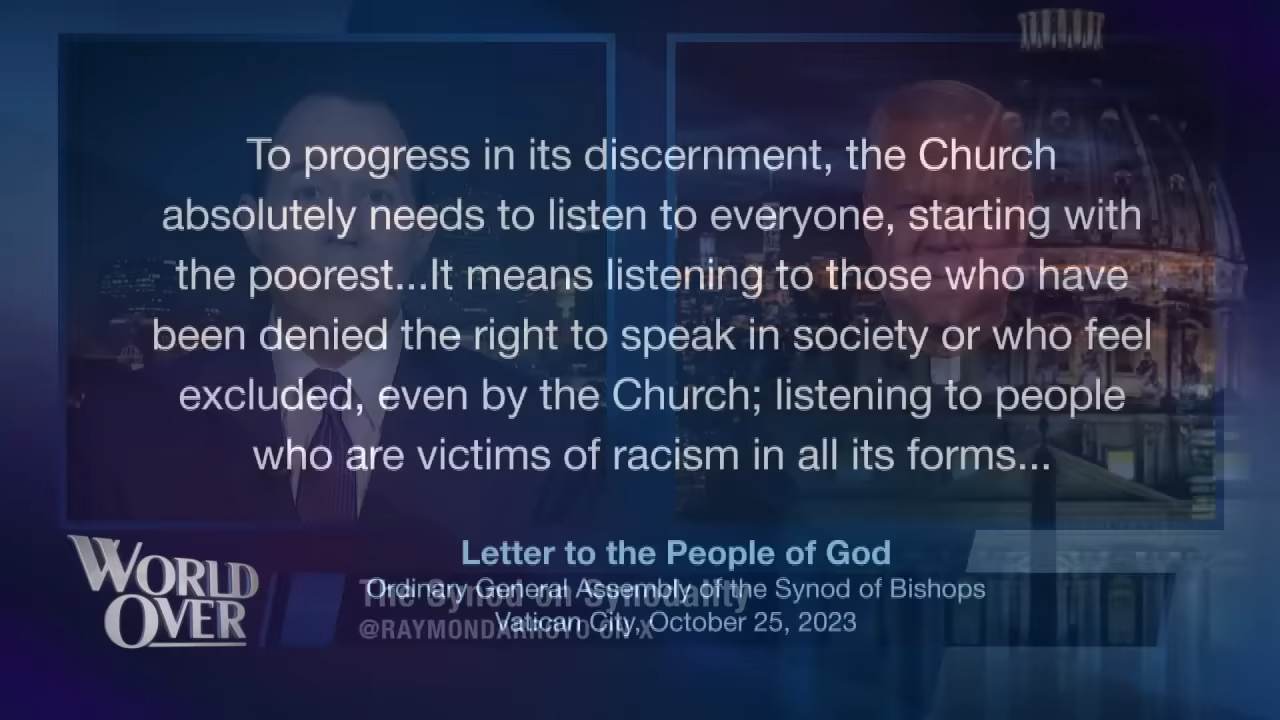 To progress in its discernment, the Church
absolutely needs to listen to everyone, starting with
the poorest...It means listening to those who have
been denied the right to speak in society or who feel
excluded, even by the Church; listening to people
who are victims of racism in all its forms...
Letter to the People of God
Ordinary General Assembly of the Synod of Bishops
The Synod on Synodality
Vatican City, October 25, 2023
@RAYMONDARROYO ON X
WORLD
OVER